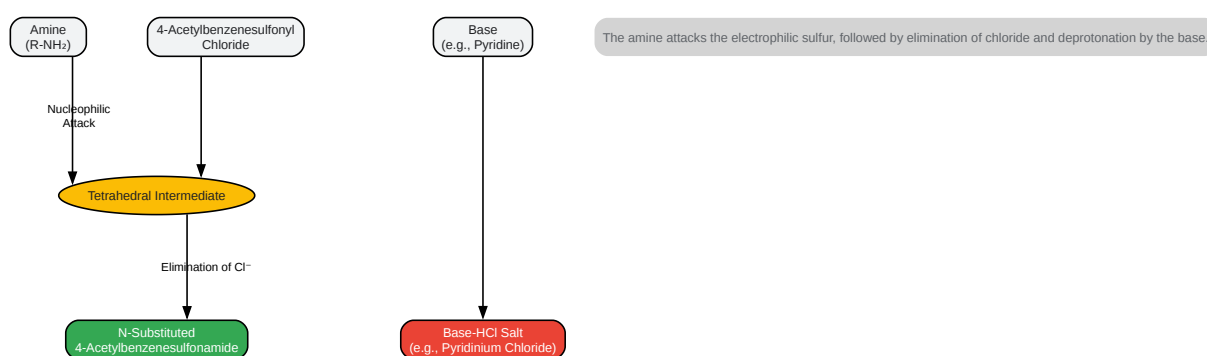 Amine
(R-NH₂)
4-Acetylbenzenesulfonyl
Chloride
Base
(e.g., Pyridine)
The amine attacks the electrophilic sulfur, followed by elimination of chloride and deprotonation by the base.
Nucleophilic
Attack
Tetrahedral Intermediate
Elimination of Cl⁻
N-Substituted
4-Acetylbenzenesulfonamide
Base-HCl Salt
(e.g., Pyridinium Chloride)